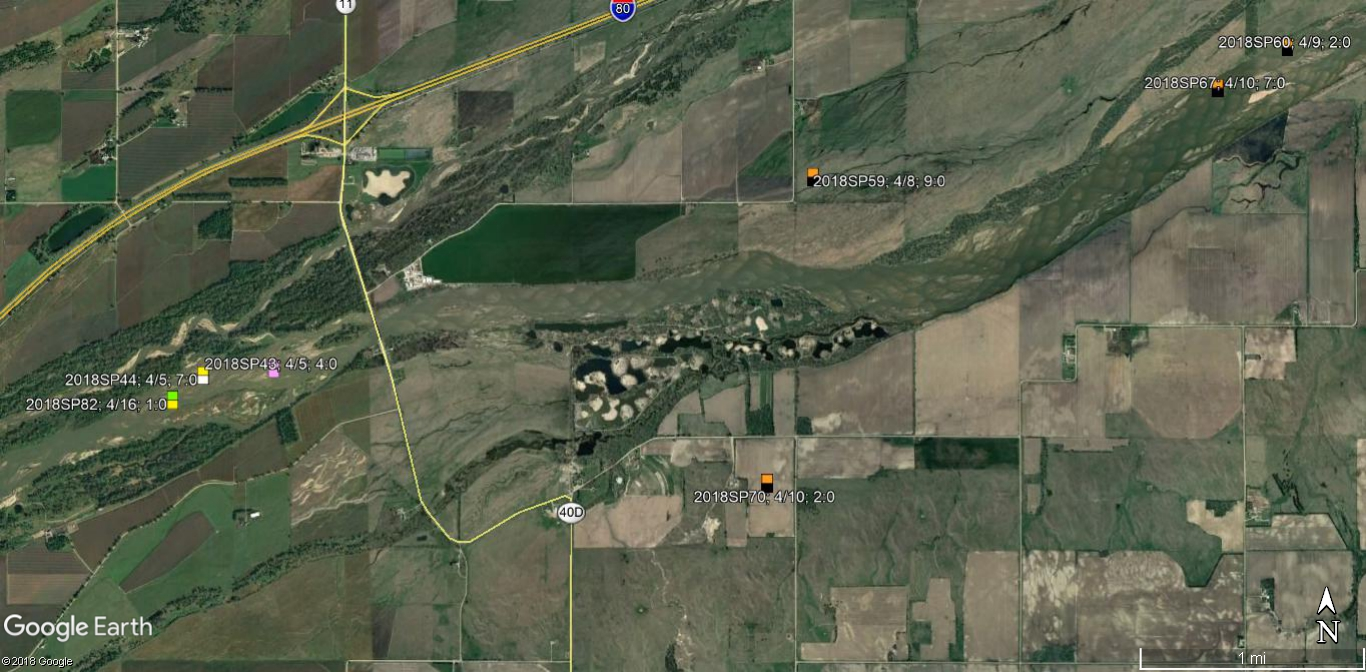 11
80
2018SP60; 4/9; 2:0
2018SP67; 4/10; 7:0
2018SP59; 4/8; 9:0
2018SP43; 4/5; 4:0
2018SP44; 4/5; 7:0
2018SP82; 4/16; 1:0
2018SP70; 4/10; 2:0
40D
Google Earth
N
©2018 Google
1 mi